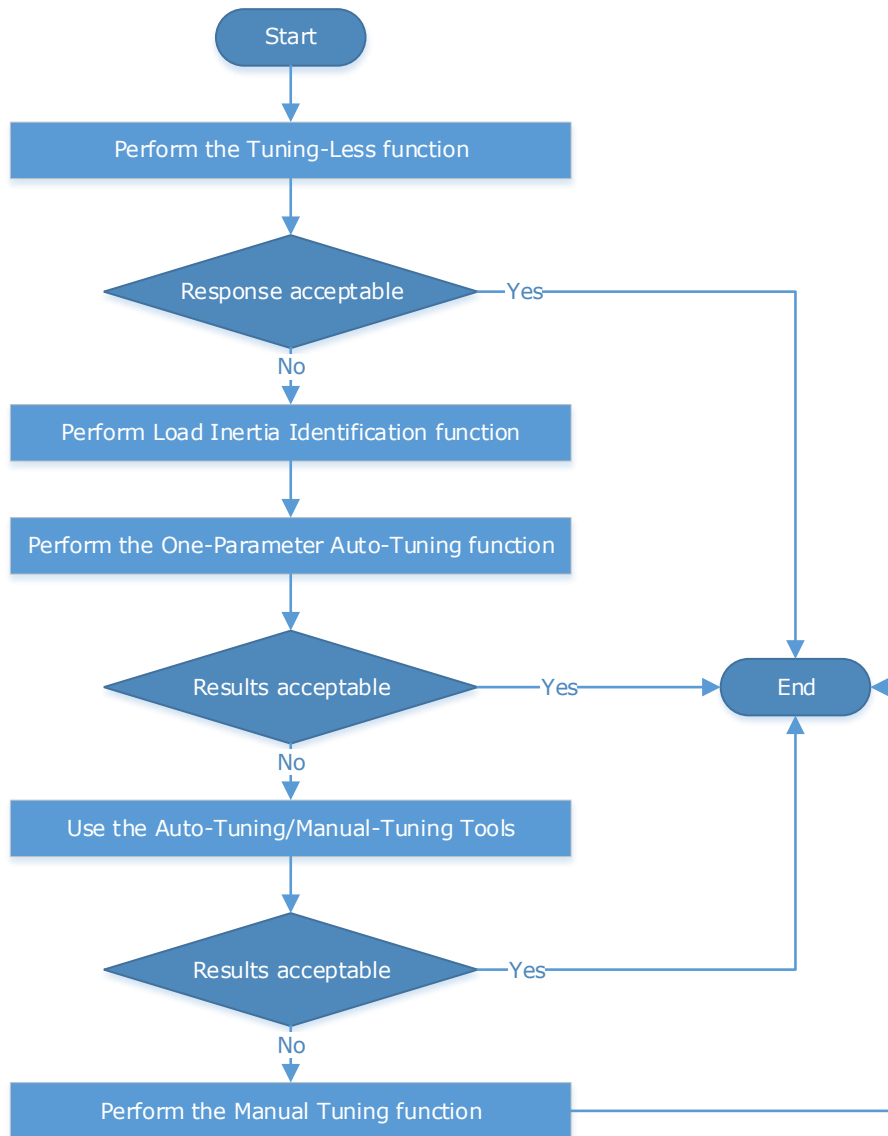 Start
Perform the Tuning-Less function
Response acceptable
Yes
No
Perform Load Inertia Identification function
Perform the One-Parameter Auto-Tuning function
Results acceptable
Yes
End
No
Use the Auto-Tuning/Manual-Tuning Tools
Results acceptable
Yes
No
Perform the Manual Tuning function